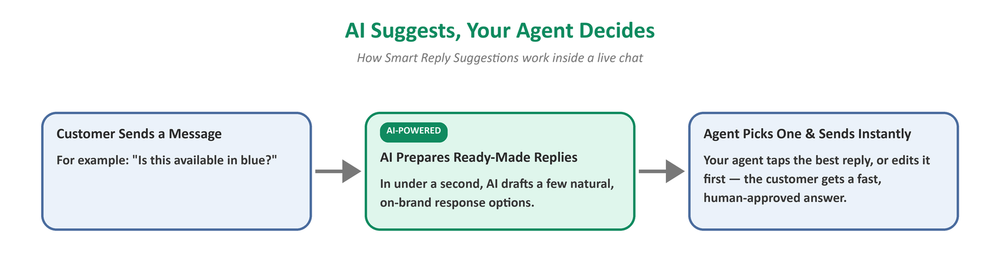 AI Suggests, Your Agent Decides
How Smart Reply Suggestions work inside a live chat
Customer Sends a Message
For example: "Is this available in blue?"
AI-POWERED
AI Prepares Ready-Made Replies
In under a second, AI drafts a few natural,
on-brand response options.
Agent Picks One & Sends Instantly
Your agent taps the best reply, or edits it
first — the customer gets a fast,
human-approved answer.